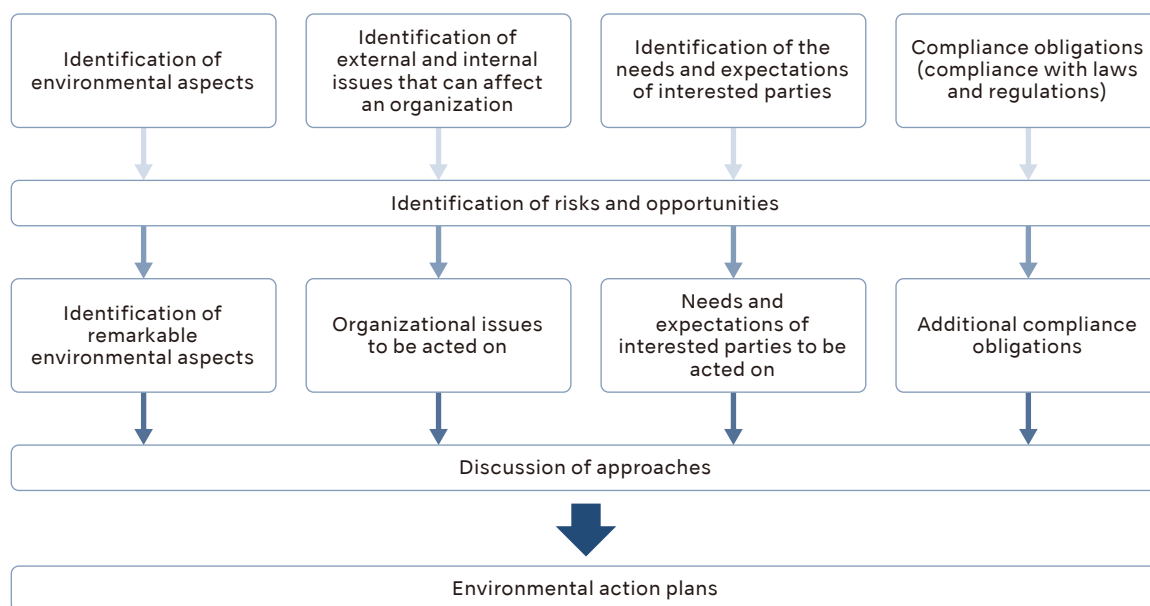 Identification of
environmental aspects
Identification of
external and internal
issues that can affect
an organization
Identification of the
needs and expectations
of interested parties
Compliance obligations
(compliance with laws
and regulations)
Identification of risks and opportunities
Identification of
remarkable
environmental aspects
Organizational issues
to be acted on
Needs and
expectations of
interested parties to be
acted on
Additional compliance
obligations
Discussion of approaches
Environmental action plans